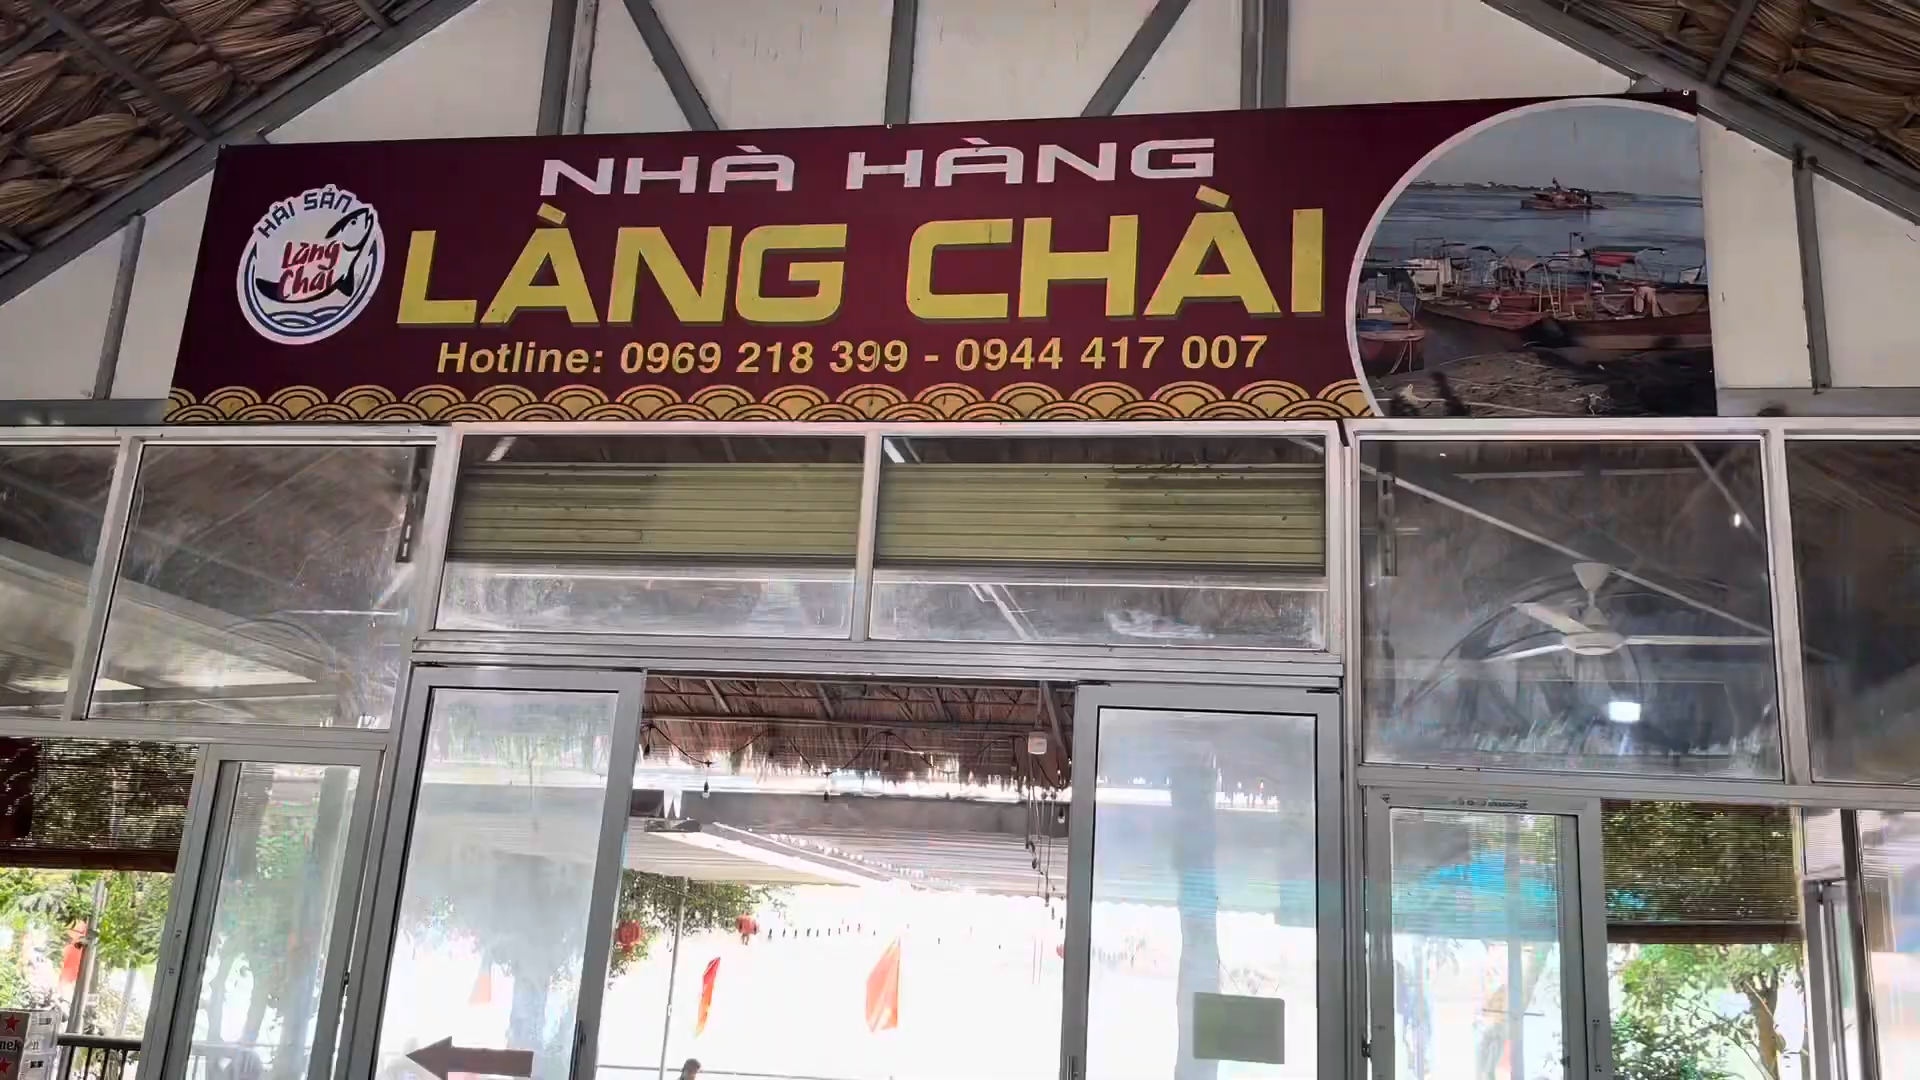 NHÀ HÀNG
HẢI SẢN
Làng
Chài
LÀNG CHÀI
Hotline: 0969 218 399 - 0944 417 007